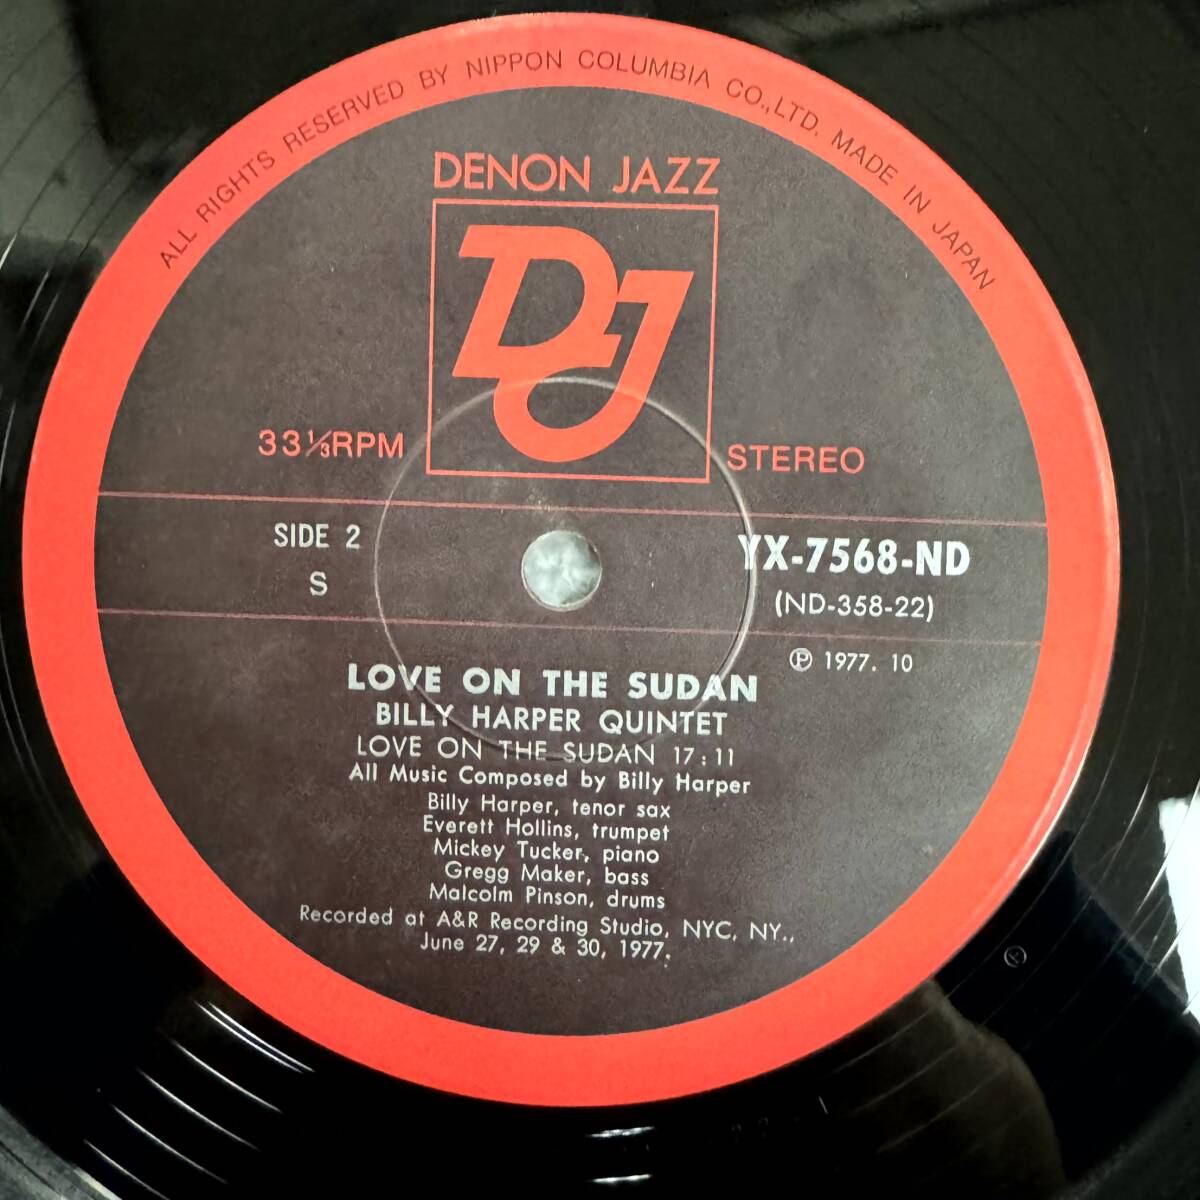 ALL RIGHTS RESERVED BY NIPPON COLUMBIA CO.,LTD. MADE IN JAPAN
DENON JAZZ
DJ
33⅓RPM
STEREO
SIDE 2
S
YX-7568-ND
(ND-358-22)
Ⓟ 1977. 10
LOVE ON THE SUDAN
BILLY HARPER QUINTET
LOVE ON THE SUDAN 17:11
All Music Composed by Billy Harper
Billy Harper, tenor sax
Everett Hollins, trumpet
Mickey Tucker, piano
Gregg Maker, bass
Malcolm Pinson, drums
Recorded at A&R Recording Studio, NYC, NY.,
June 27, 29 & 30, 1977.